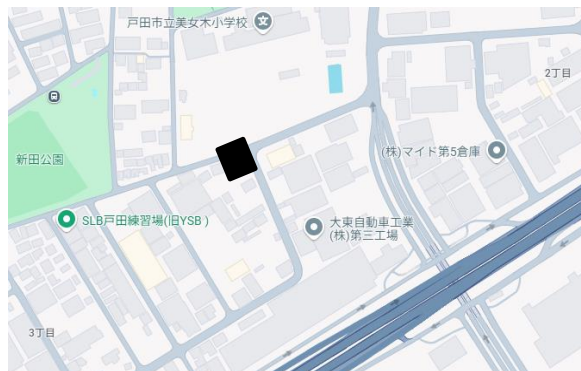 戸田市立美女木小学校
2丁目
(株)マイド第5倉庫
新田公園
SLB戸田練習場(旧YSB )
大東自動車工業
(株)第三工場
3丁目